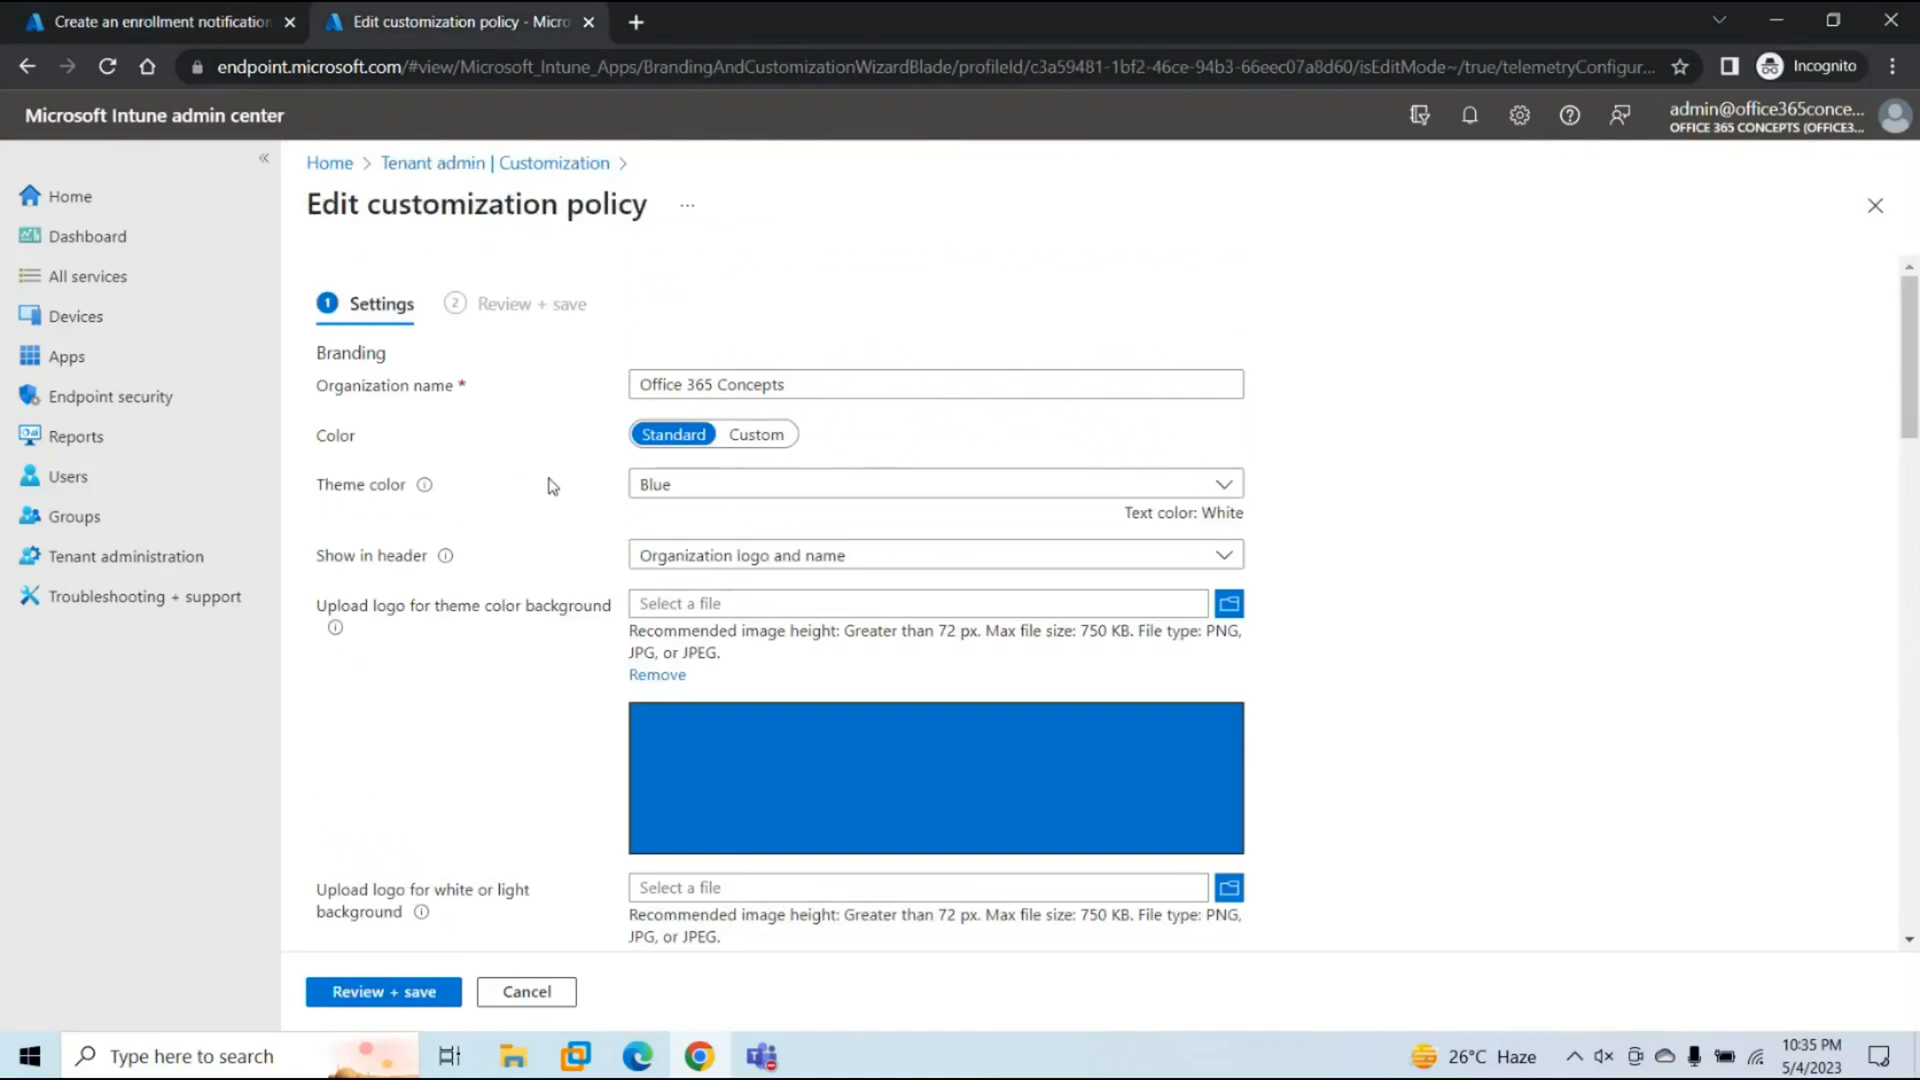 Create an enrollment notification
Edit customization policy - Micro
endpoint.microsoft.com/#view/Microsoft_Intune_Apps/BrandingAndCustomizationWizardBlade/profileId/c3a59481-1bf2-46ce-94b3-66eec07a8d60/isEditMode~/true/telemetryConfigur...
Incognito
Microsoft Intune admin center
admin@office365conce...
OFFICE 365 CONCEPTS (OFFICE3...
Home
Dashboard
All services
Devices
Apps
Endpoint security
Reports
Users
Groups
Tenant administration
Troubleshooting + support
Home > Tenant admin | Customization >
Edit customization policy ...
1 Settings
2 Review + save
Branding
Organization name *
Office 365 Concepts
Color
Standard Custom
Theme color
Blue
Text color: White
Show in header
Organization logo and name
Upload logo for theme color background
Select a file
Recommended image height: Greater than 72 px. Max file size: 750 KB. File type: PNG,
JPG, or JPEG.
Remove
Upload logo for white or light
background
Select a file
Recommended image height: Greater than 72 px. Max file size: 750 KB. File type: PNG,
JPG, or JPEG.
Review + save
Cancel
Type here to search
26°C Haze
10:35 PM
5/4/2023